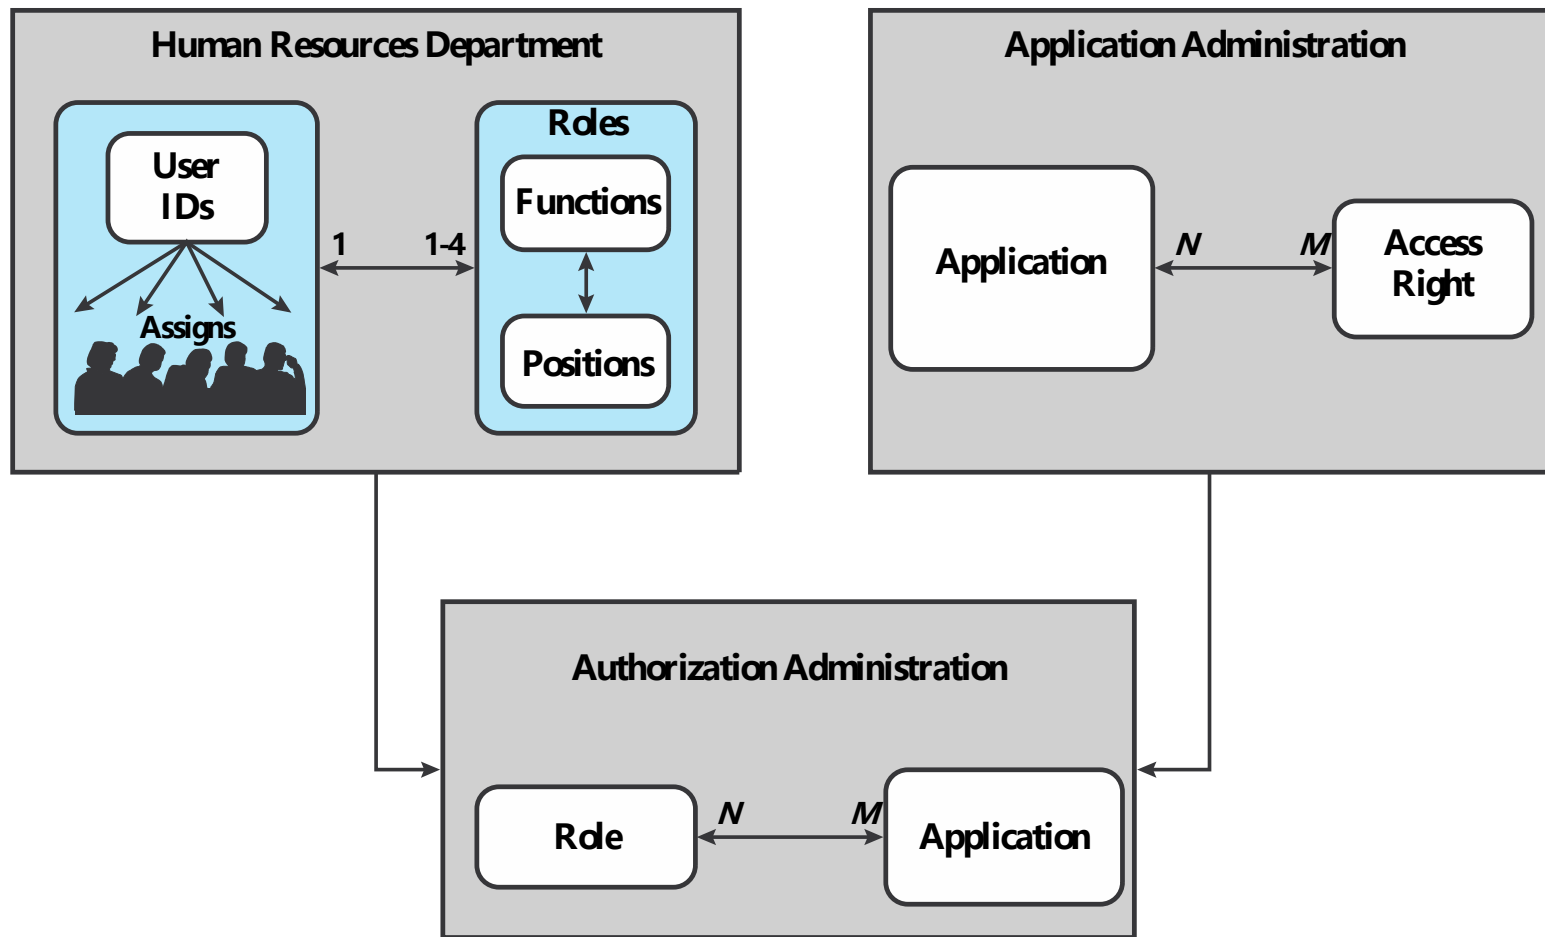 Human Resources Department
User
IDs
Assigns
1
1-4
Roles
Functions
Positions
Application Administration
Application
N
M
Access
Right
Authorization Administration
Role
N
M
Application